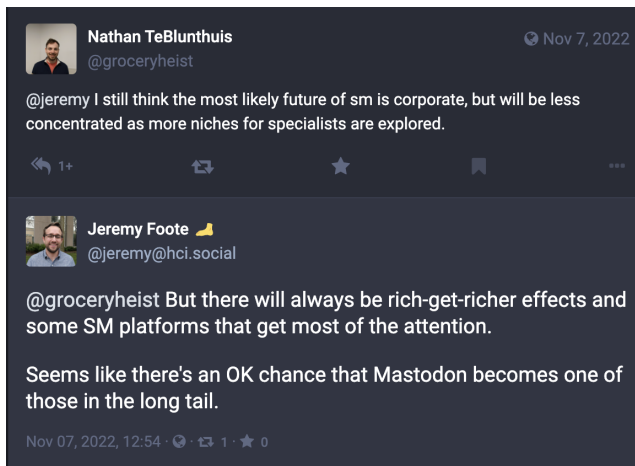 Nathan TeBlunthuis
Nov 7, 2022
@groceryheist
@jeremy I still think the most likely future of sm is corporate, but will be less
concentrated as more niches for specialists are explored.
1+
Jeremy Foote 🦶
@jeremy@hci.social
@groceryheist But there will always be rich-get-richer effects and
some SM platforms that get most of the attention.
Seems like there's an OK chance that Mastodon becomes one of
those in the long tail.
Nov 07, 2022, 12:54 · · 1 · 0